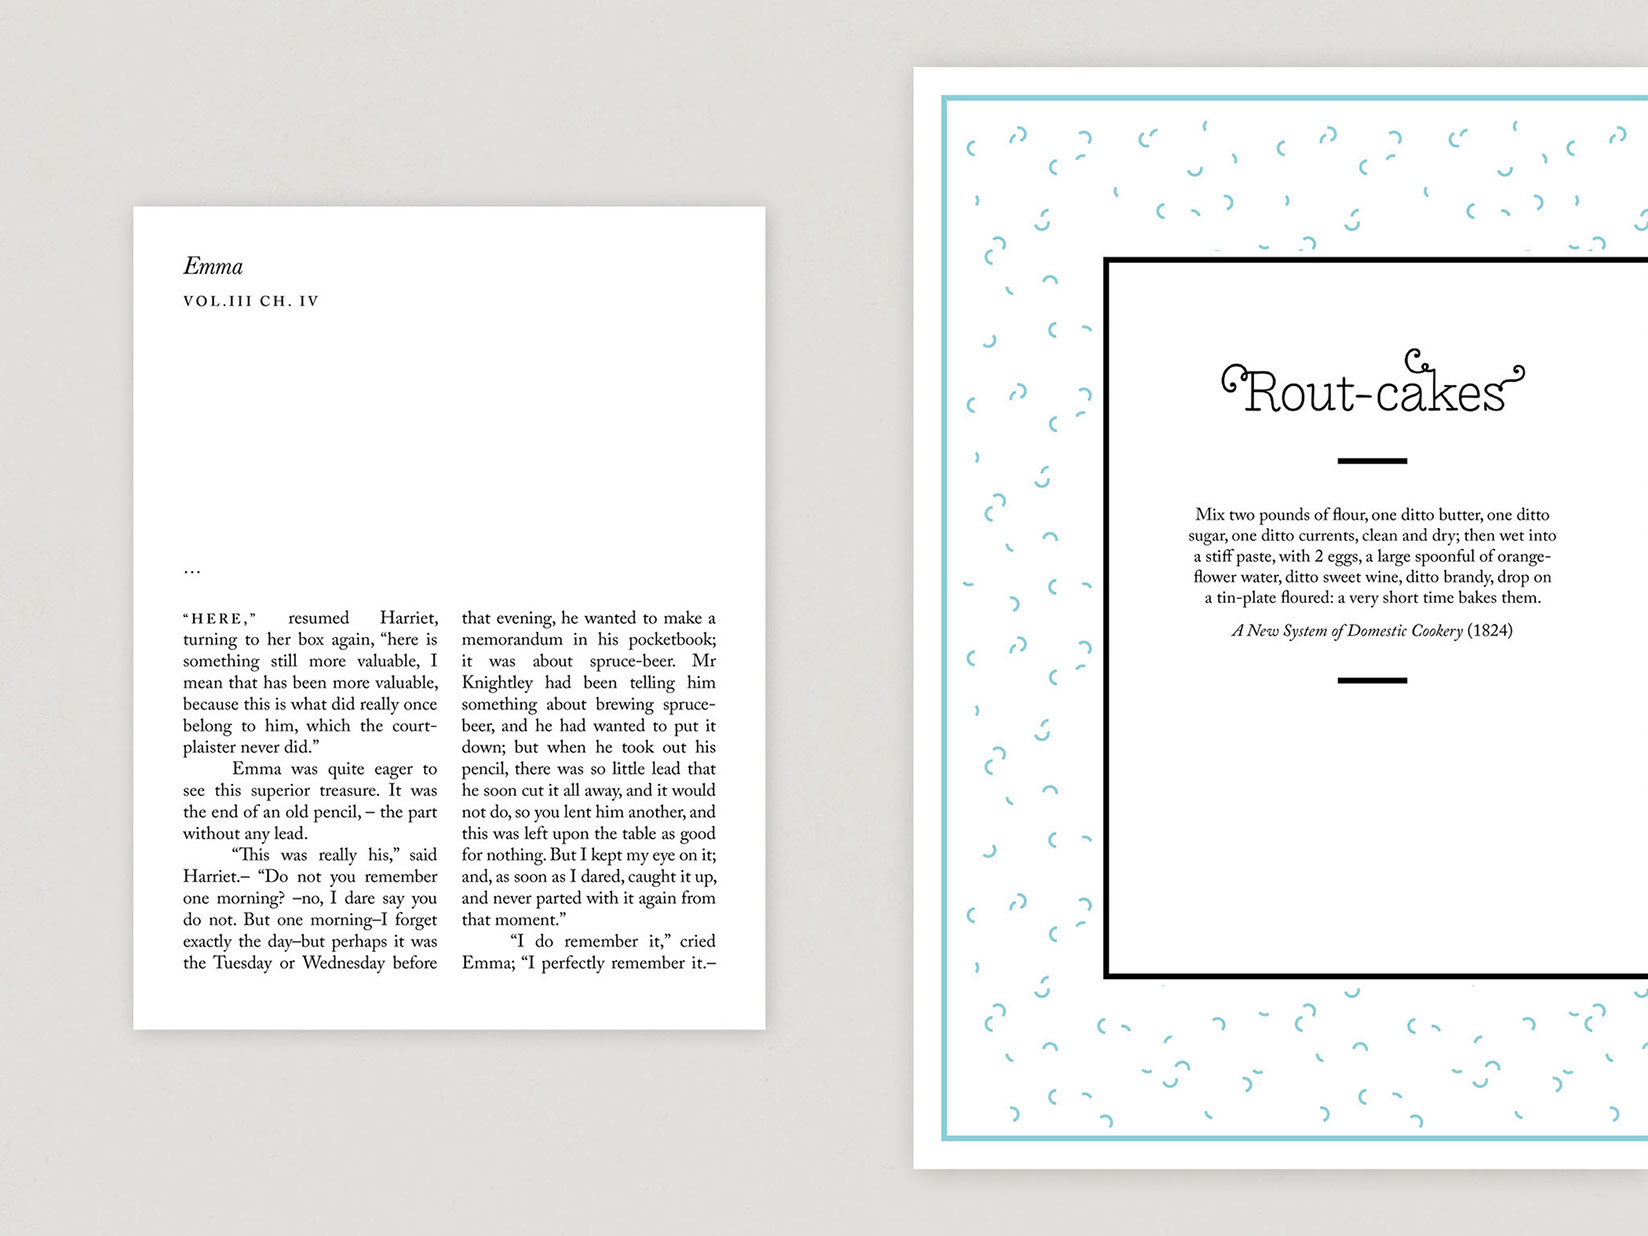 Emma
VOL.III CH. IV
...
“HERE,” resumed Harriet,
turning to her box again, “here is
something still more valuable, I
mean that has been more valuable,
because this is what did really once
belong to him, which the court-
plaister never did.”
Emma was quite eager to
see this superior treasure. It was
the end of an old pencil, – the part
without any lead.
“This was really his,” said
Harriet.– “Do not you remember
one morning? –no, I dare say you
do not. But one morning–I forget
exactly the day–but perhaps it was
the Tuesday or Wednesday before
that evening, he wanted to make a
memorandum in his pocketbook;
it was about spruce-beer. Mr
Knightley had been telling him
something about brewing spruce-
beer, and he had wanted to put it
down; but when he took out his
pencil, there was so little lead that
he soon cut it all away, and it would
not do, so you lent him another, and
this was left upon the table as good
for nothing. But I kept my eye on it;
and, as soon as I dared, caught it up,
and never parted with it again from
that moment.”
“I do remember it,” cried
Emma; “I perfectly remember it.–
Rout-cakes
Mix two pounds of flour, one ditto butter, one ditto
sugar, one ditto currents, clean and dry; then wet into
a stiff paste, with 2 eggs, a large spoonful of orange-
flower water, ditto sweet wine, ditto brandy, drop on
a tin-plate floured: a very short time bakes them.
A New System of Domestic Cookery (1824)